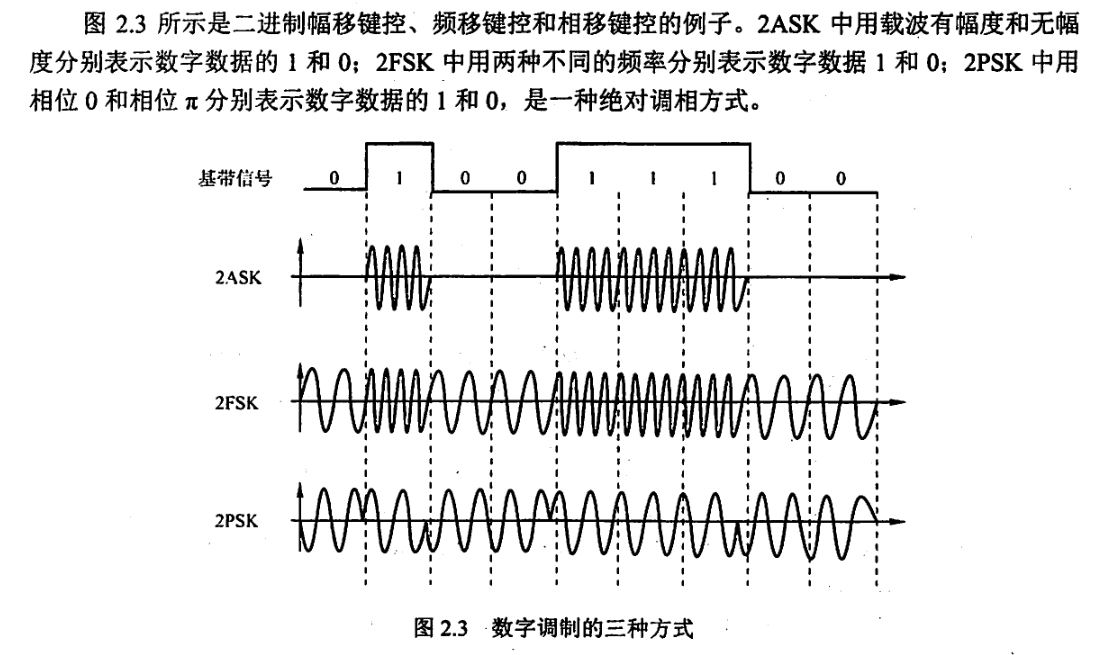 图 2.3 所示是二进制幅移键控、频移键控和相移键控的例子。2ASK 中用载波有幅度和无幅
度分别表示数字数据的 1 和 0；2FSK 中用两种不同的频率分别表示数字数据 1 和 0；2PSK 中用
相位 0 和相位 π 分别表示数字数据的 1 和 0，是一种绝对调相方式。
基带信号 0 1 0 0 1 1 1 0 0
2ASK
2FSK
2PSK
图 2.3 数字调制的三种方式